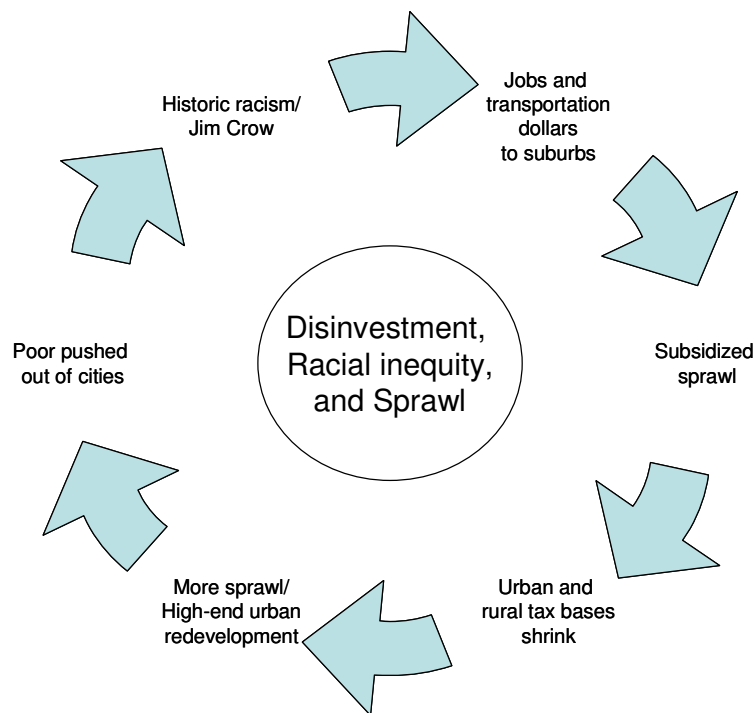 Historic racism/
Jim Crow
Jobs and
transportation
dollars
to suburbs
Subsidized
sprawl
Urban and
rural tax bases
shrink
More sprawl/
High-end urban
redevelopment
Poor pushed
out of cities
Disinvestment,
Racial inequity,
and Sprawl